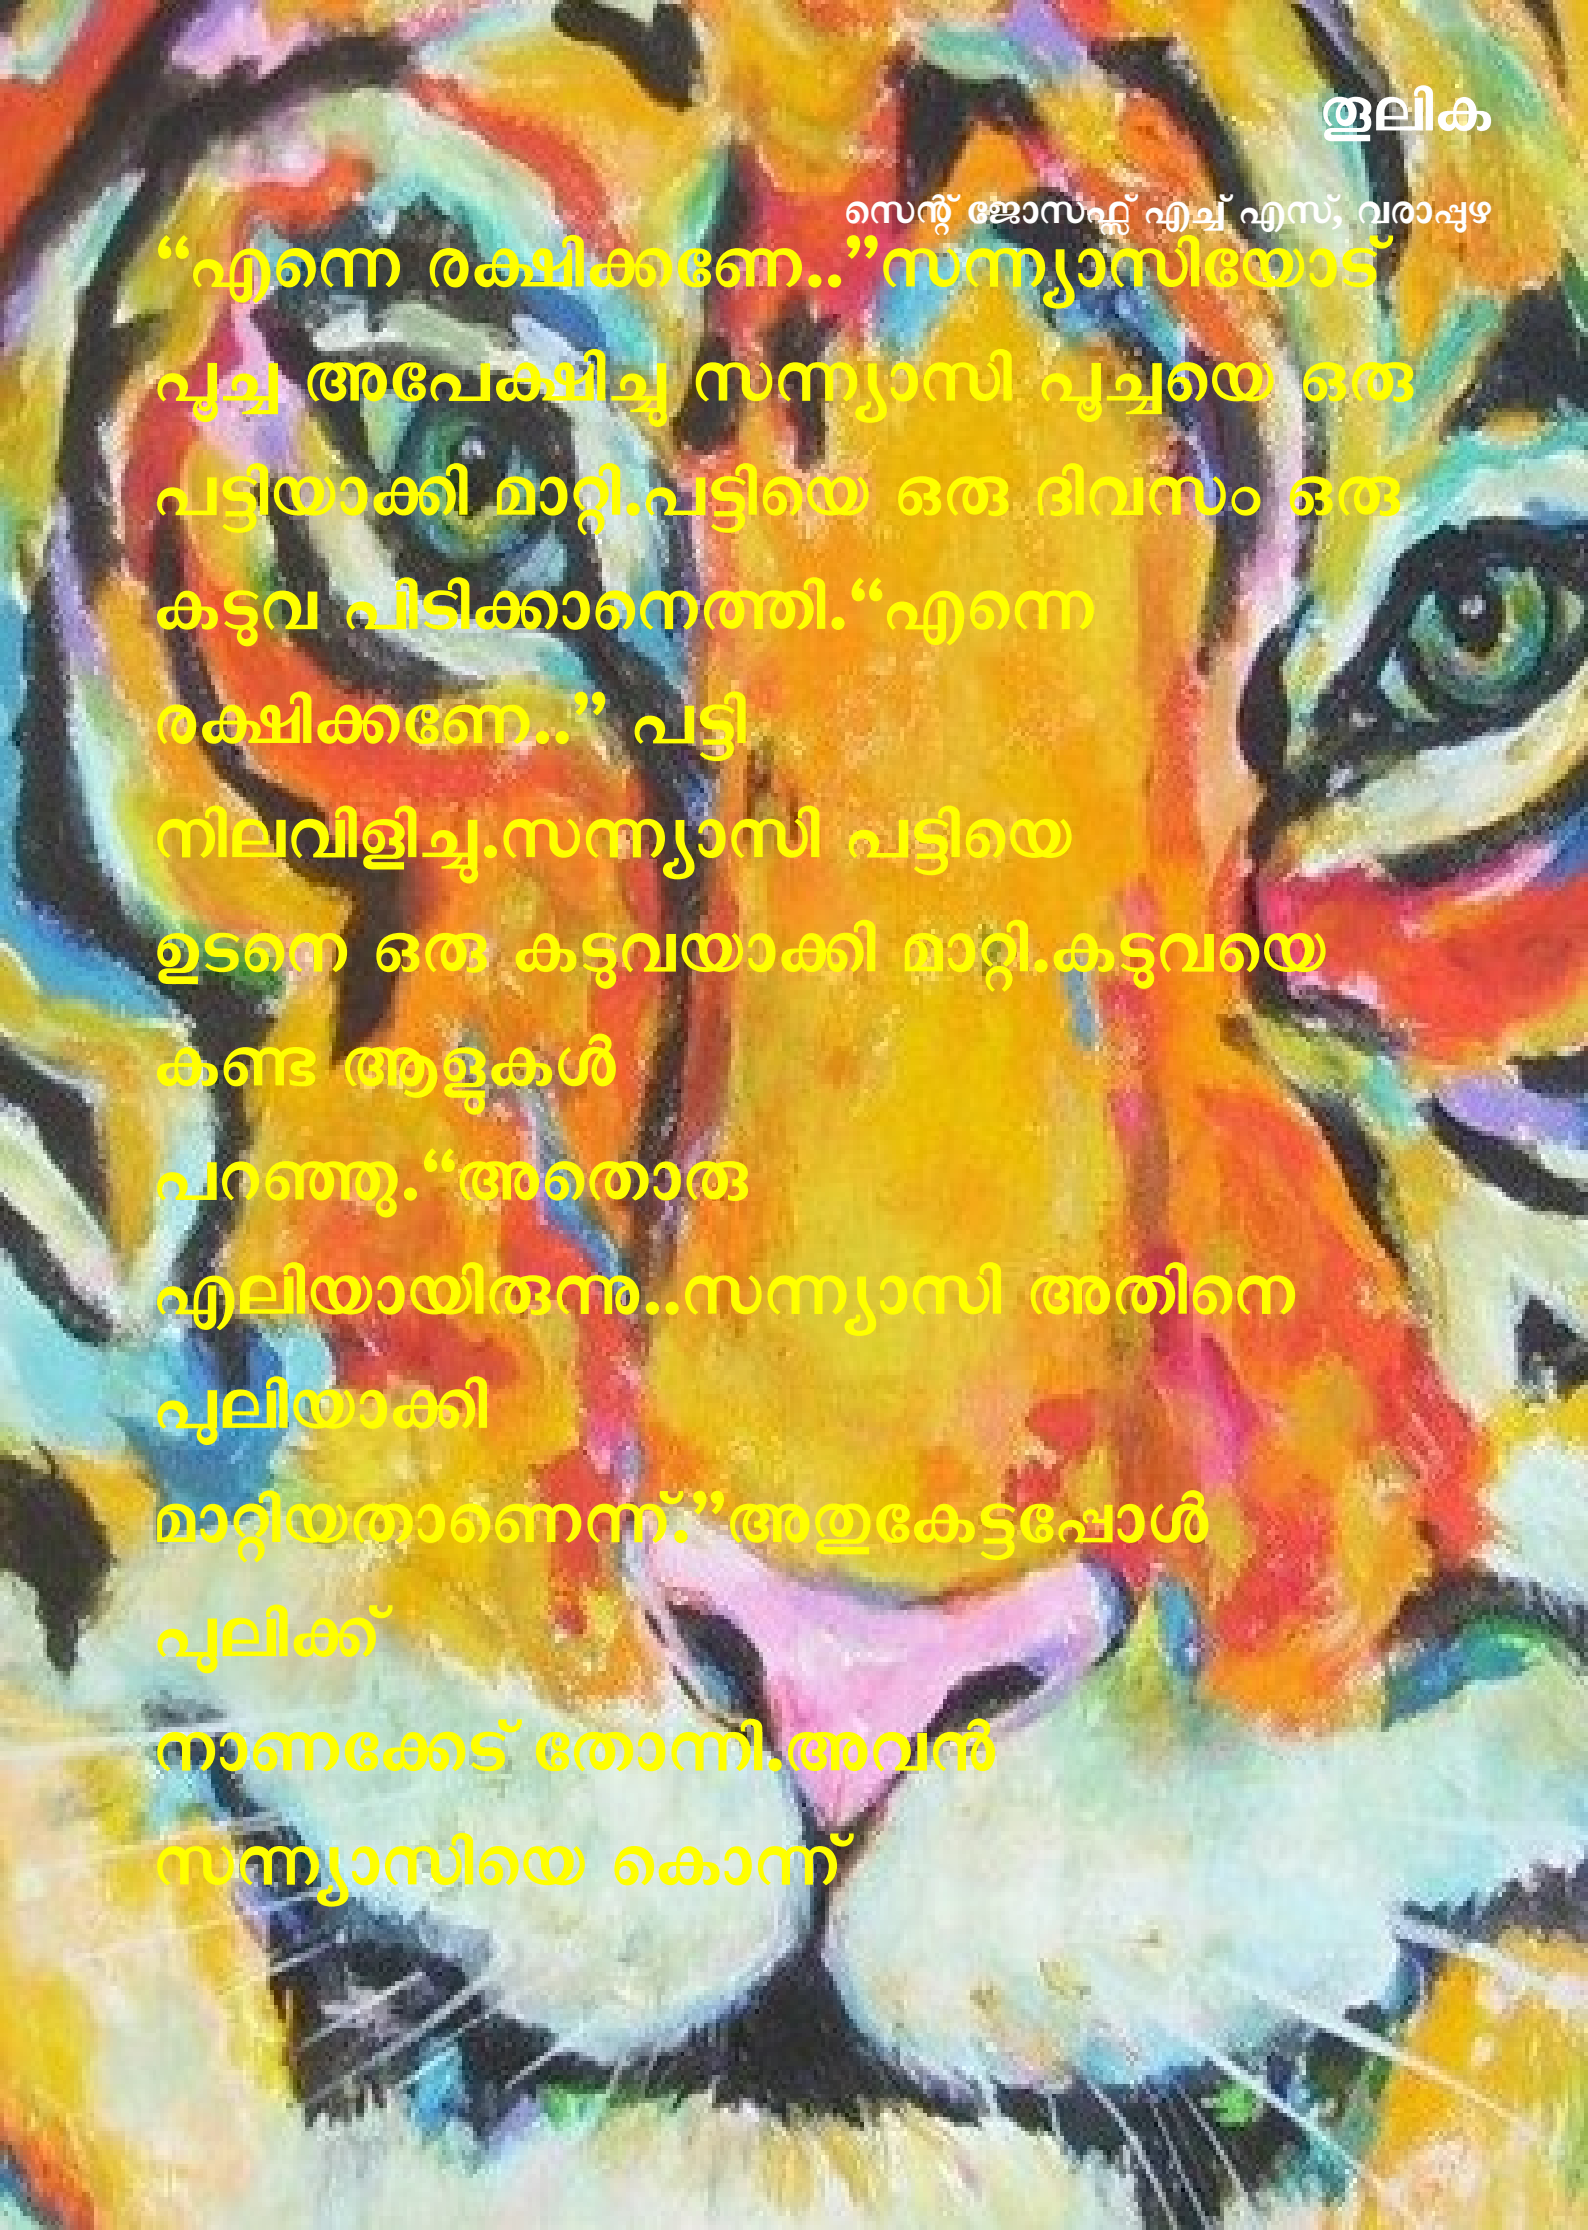 തൂലിക
സെന്റ് ജോസഫ്സ് എച്ച് എസ്, വരാപ്പുഴ
“എന്നെ രക്ഷിക്കണേ..”സന്ന്യാസിയോട്
പൂച്ച അപേക്ഷിച്ചു സന്ന്യാസി പൂച്ചയെ ഒരു
പട്ടിയാക്കി മാറ്റി.പട്ടിയെ ഒരു ദിവസം ഒരു
കടുവ പിടിക്കാനെത്തി.“എന്നെ
രക്ഷിക്കണേ..” പട്ടി
നിലവിളിച്ചു.സന്ന്യാസി പട്ടിയെ
ഉടനെ ഒരു കടുവയാക്കി മാറ്റി.കടുവയെ
കണ്ട ആളുകൾ
പറഞ്ഞു.“അതൊരു
എലിയായിരുന്നു..സന്ന്യാസി അതിനെ
പുലിയാക്കി
മാറ്റിയതാണെന്ന്.”അതുകേട്ടപ്പോൾ
പുലിക്ക്
നാണക്കേട് തോന്നി.അവൻ
സന്ന്യാസിയെ കൊന്ന്